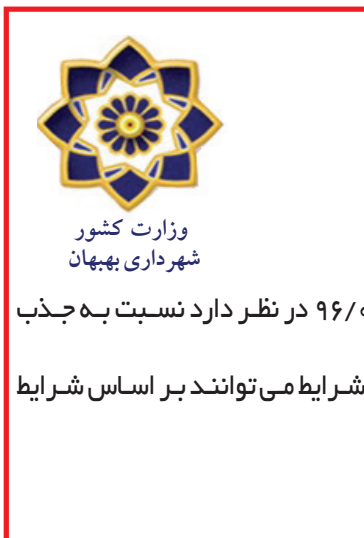 وزارت کشور
شهرداری بهبهان
۹۶/۰ در نظر دارد نسبت به جذب
شرایط می توانند بر اساس شرایط